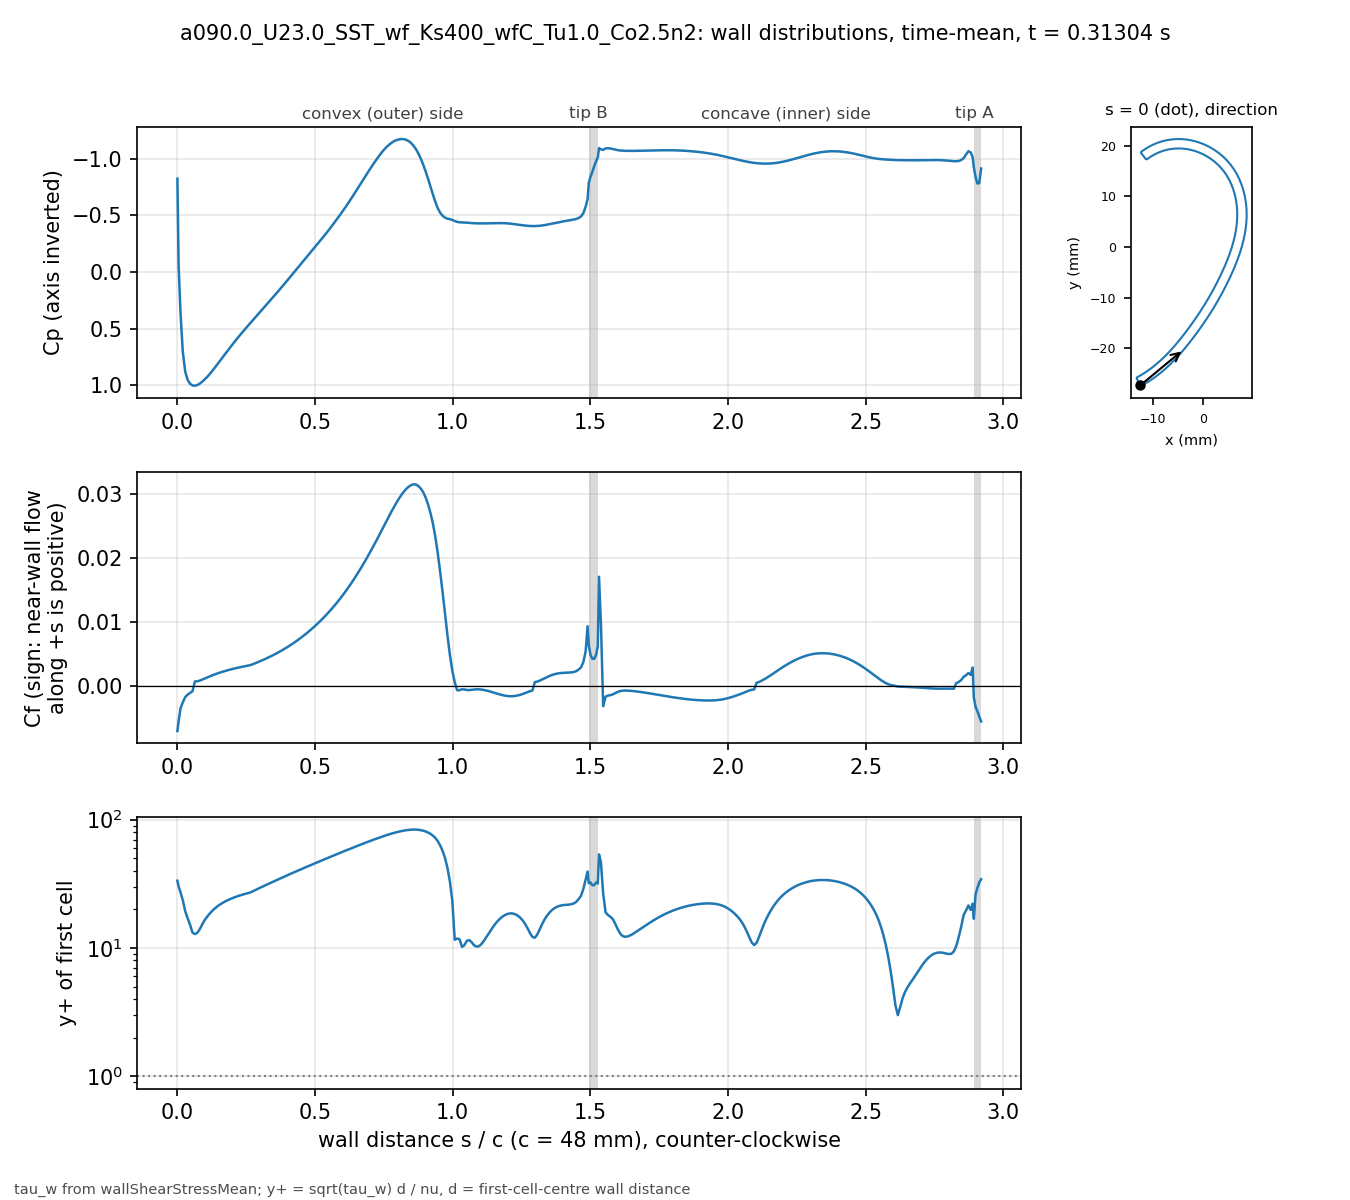 a090.0_U23.0_SST_wf_Ks400_wfC_Tu1.0_Co2.5n2: wall distributions, time-mean, t = 0.31304 s
convex (outer) side
tip B
concave (inner) side
tip A
Cp (axis inverted)
−1.0
−0.5
0.0
0.5
1.0
0.0 0.5 1.0 1.5 2.0 2.5 3.0
s = 0 (dot), direction
y (mm)
20
10
0
−10
−20
−10 0
x (mm)
Cf (sign: near-wall flow
along +s is positive)
0.03
0.02
0.01
0.00
0.0 0.5 1.0 1.5 2.0 2.5 3.0
y+ of first cell
10²
10¹
10⁰
0.0 0.5 1.0 1.5 2.0 2.5 3.0
wall distance s / c (c = 48 mm), counter-clockwise
tau_w from wallShearStressMean; y+ = sqrt(tau_w) d / nu, d = first-cell-centre wall distance